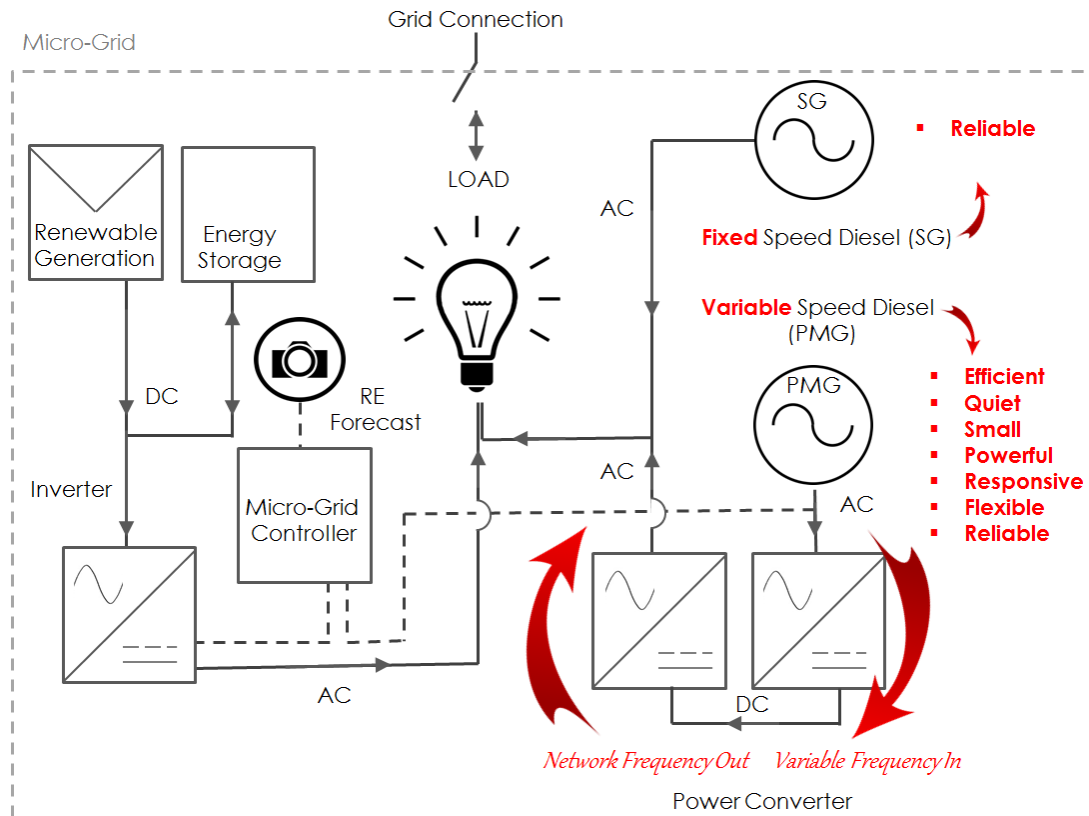 Grid Connection
Micro-Grid
SG
▪ Reliable
LOAD
AC
Renewable
Generation
Energy
Storage
Fixed Speed Diesel (SG)
Variable Speed Diesel
(PMG)
PMG
▪ Efficient
▪ Quiet
▪ Small
▪ Powerful
▪ Responsive
▪ Flexible
▪ Reliable
DC
RE
Forecast
Inverter
Micro-Grid
Controller
AC
AC
AC
DC
Network Frequency Out
Variable Frequency In
Power Converter